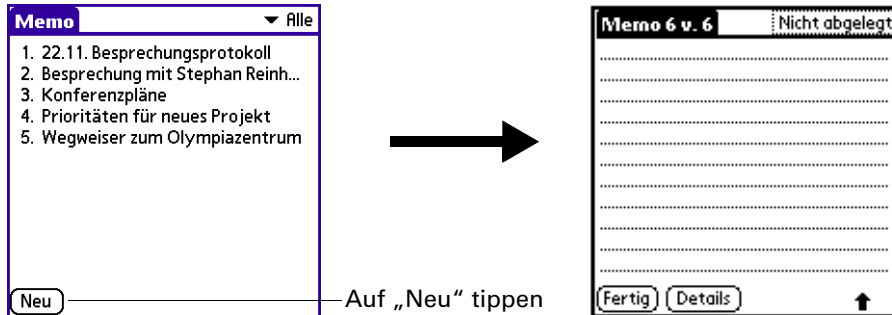 Memo
Alle
1. 22.11. Besprechungsprotokoll
2. Besprechung mit Stephan Reinh...
3. Konferenzpläne
4. Prioritäten für neues Projekt
5. Wegweiser zum Olympiazentrum
Neu
Auf „Neu“ tippen
Memo 6 v. 6
Nicht abgelegt
Fertig
Details